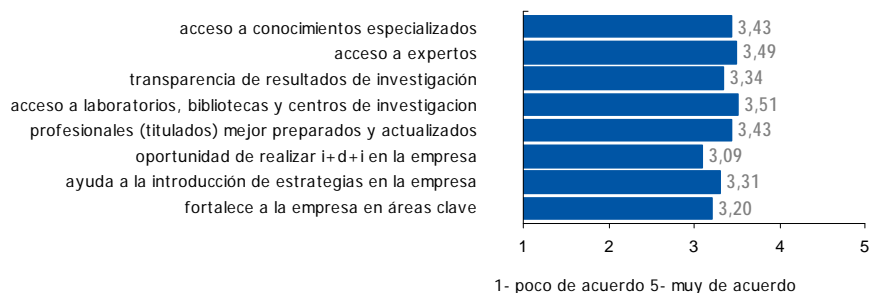 acceso a conocimientos especializados 3,43
acceso a expertos 3,49
transparencia de resultados de investigación 3,34
acceso a laboratorios, bibliotecas y centros de investigacion 3,51
profesionales (titulados) mejor preparados y actualizados 3,43
oportunidad de realizar i+d+i en la empresa 3,09
ayuda a la introducción de estrategias en la empresa 3,31
fortalece a la empresa en áreas clave 3,20
1 2 3 4 5
1- poco de acuerdo 5- muy de acuerdo